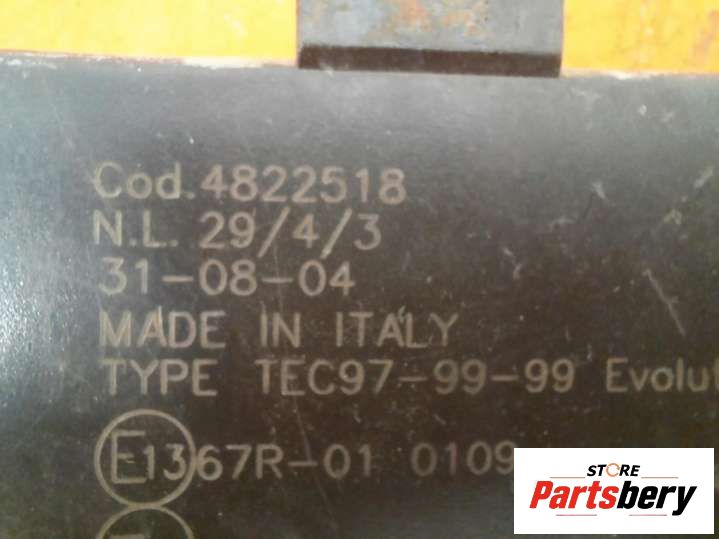 Cod.4822518
N.L. 29/4/3
31-08-04
MADE IN ITALY
TYPE TEC97-99-99
E13 67R-01 0109
STORE
Partsbery